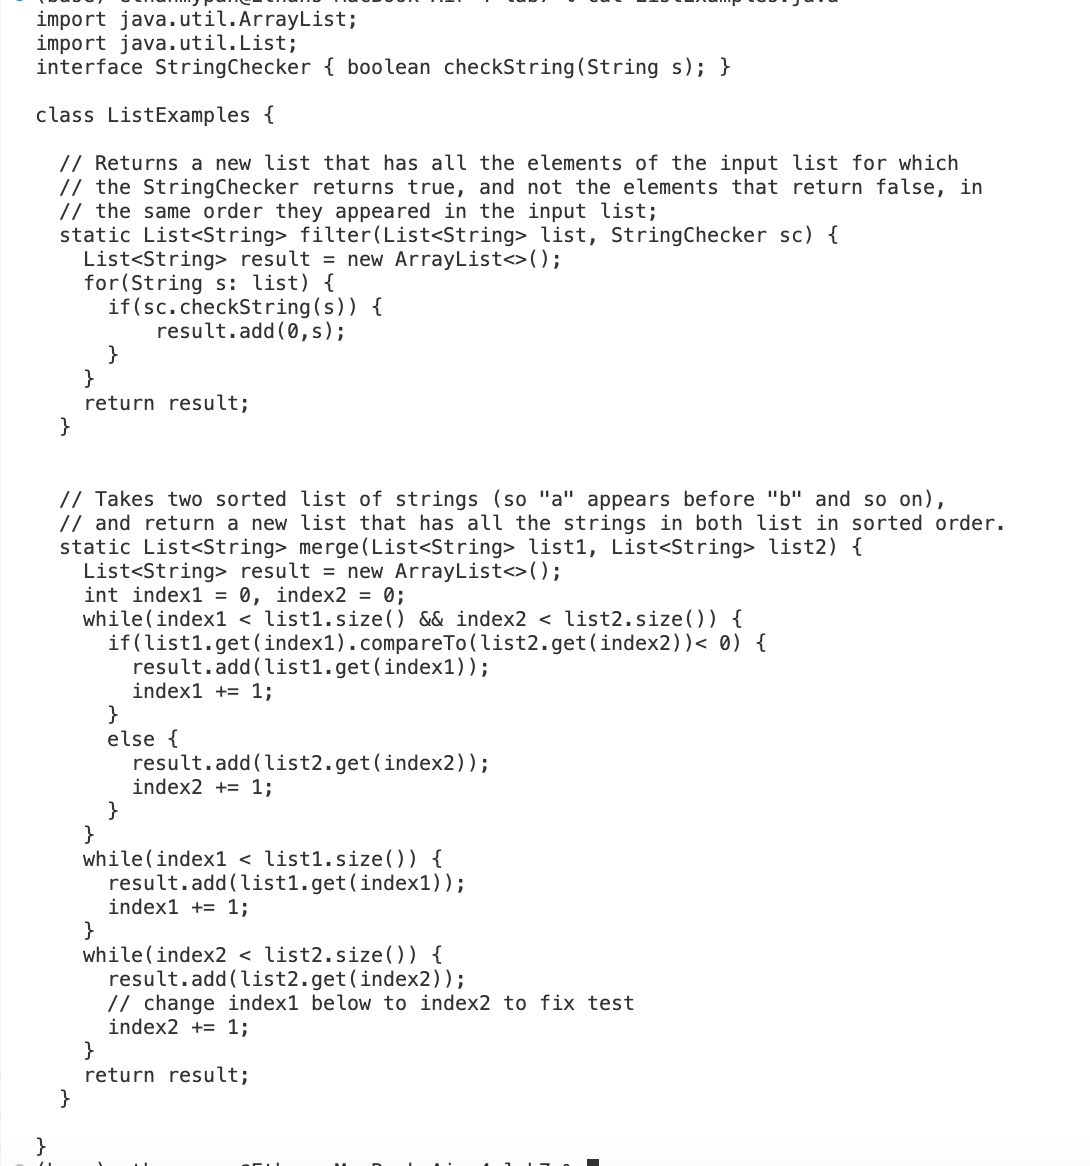 import java.util.ArrayList;
import java.util.List;
interface StringChecker { boolean checkString(String s); }

class ListExamples {

  // Returns a new list that has all the elements of the input list for which
  // the StringChecker returns true, and not the elements that return false, in
  // the same order they appeared in the input list;
  static List<String> filter(List<String> list, StringChecker sc) {
    List<String> result = new ArrayList<>();
    for(String s: list) {
      if(sc.checkString(s)) {
          result.add(0,s);
      }
    }
    return result;
  }


  // Takes two sorted list of strings (so "a" appears before "b" and so on),
  // and return a new list that has all the strings in both list in sorted order.
  static List<String> merge(List<String> list1, List<String> list2) {
    List<String> result = new ArrayList<>();
    int index1 = 0, index2 = 0;
    while(index1 < list1.size() && index2 < list2.size()) {
      if(list1.get(index1).compareTo(list2.get(index2))< 0) {
        result.add(list1.get(index1));
        index1 += 1;
      }
      else {
        result.add(list2.get(index2));
        index2 += 1;
      }
    }
    while(index1 < list1.size()) {
      result.add(list1.get(index1));
      index1 += 1;
    }
    while(index2 < list2.size()) {
      result.add(list2.get(index2));
      // change index1 below to index2 to fix test
      index2 += 1;
    }
    return result;
  }

}